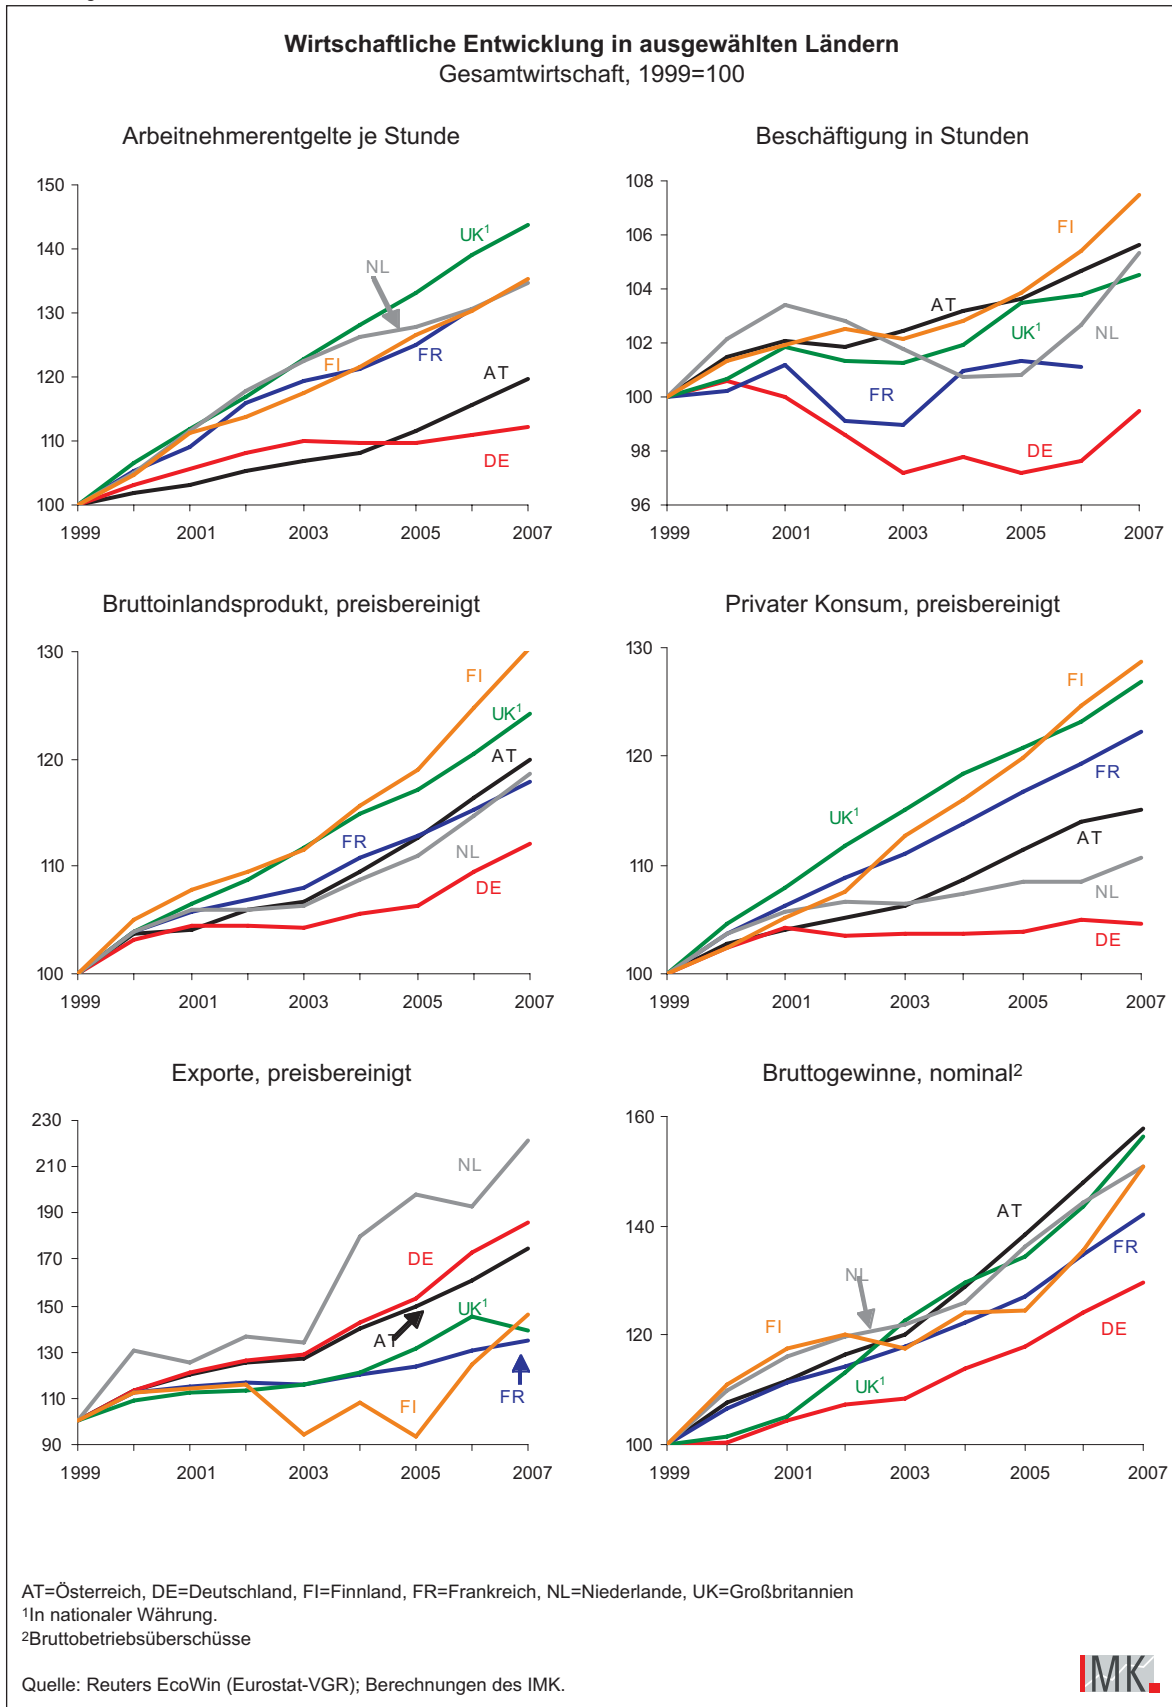 Wirtschaftliche Entwicklung in ausgewählten Ländern
Gesamtwirtschaft, 1999=100
Arbeitnehmerentgelte je Stunde
150
140
130
120
110
100
1999 2001 2003 2005 2007
UK¹
NL
FI
FR
AT
DE
Beschäftigung in Stunden
108
106
104
102
100
98
96
1999 2001 2003 2005 2007
FI
AT
UK¹
NL
FR
DE
Bruttoinlandsprodukt, preisbereinigt
130
120
110
100
1999 2001 2003 2005 2007
FI
UK¹
AT
FR
NL
DE
Privater Konsum, preisbereinigt
130
120
110
100
1999 2001 2003 2005 2007
FI
FR
UK¹
AT
NL
DE
Exporte, preisbereinigt
230
210
190
170
150
130
110
90
1999 2001 2003 2005 2007
NL
DE
UK¹
AT
FR
FI
Bruttogewinne, nominal²
160
140
120
100
1999 2001 2003 2005 2007
AT
FR
NL
FI
DE
UK¹
AT=Österreich, DE=Deutschland, FI=Finnland, FR=Frankreich, NL=Niederlande, UK=Großbritannien
¹In nationaler Währung.
²Bruttobetriebsüberschüsse
Quelle: Reuters EcoWin (Eurostat-VGR); Berechnungen des IMK.
IMK.